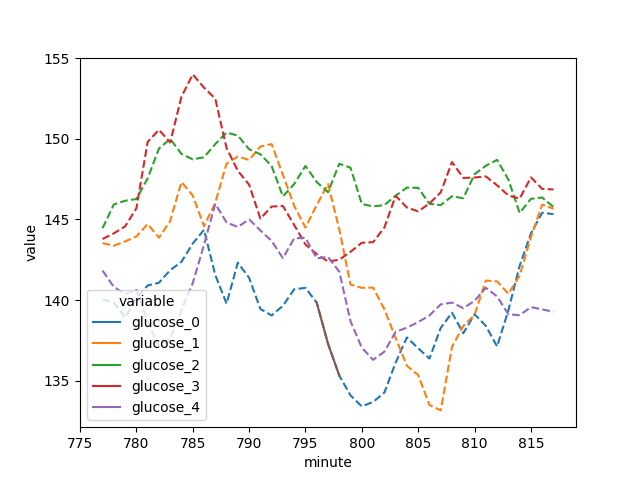 155
150
145
140
135
value
variable
glucose_0
glucose_1
glucose_2
glucose_3
glucose_4
775 780 785 790 795 800 805 810 815
minute